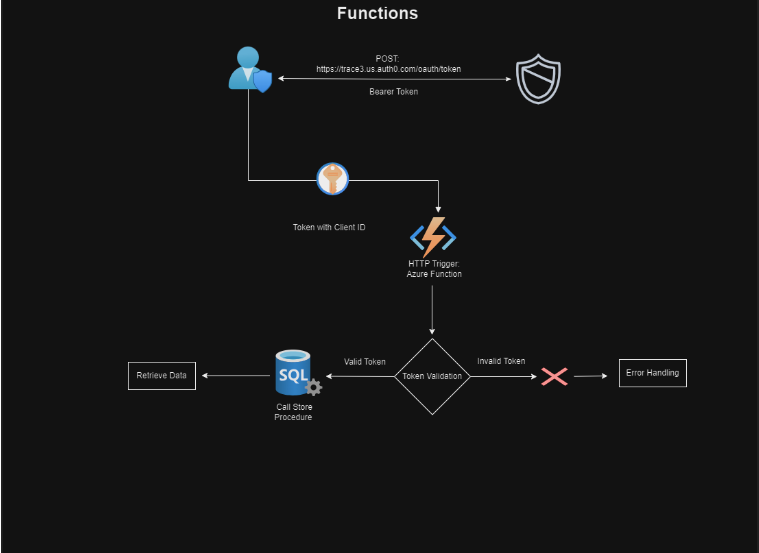 Functions
POST:
https://trace3.us.auth0.com/oauth/token
Bearer Token
Token with Client ID
HTTP Trigger:
Azure Function
Valid Token
Invalid Token
Retrieve Data
SQL
Token Validation
Error Handling
Call Store
Procedure